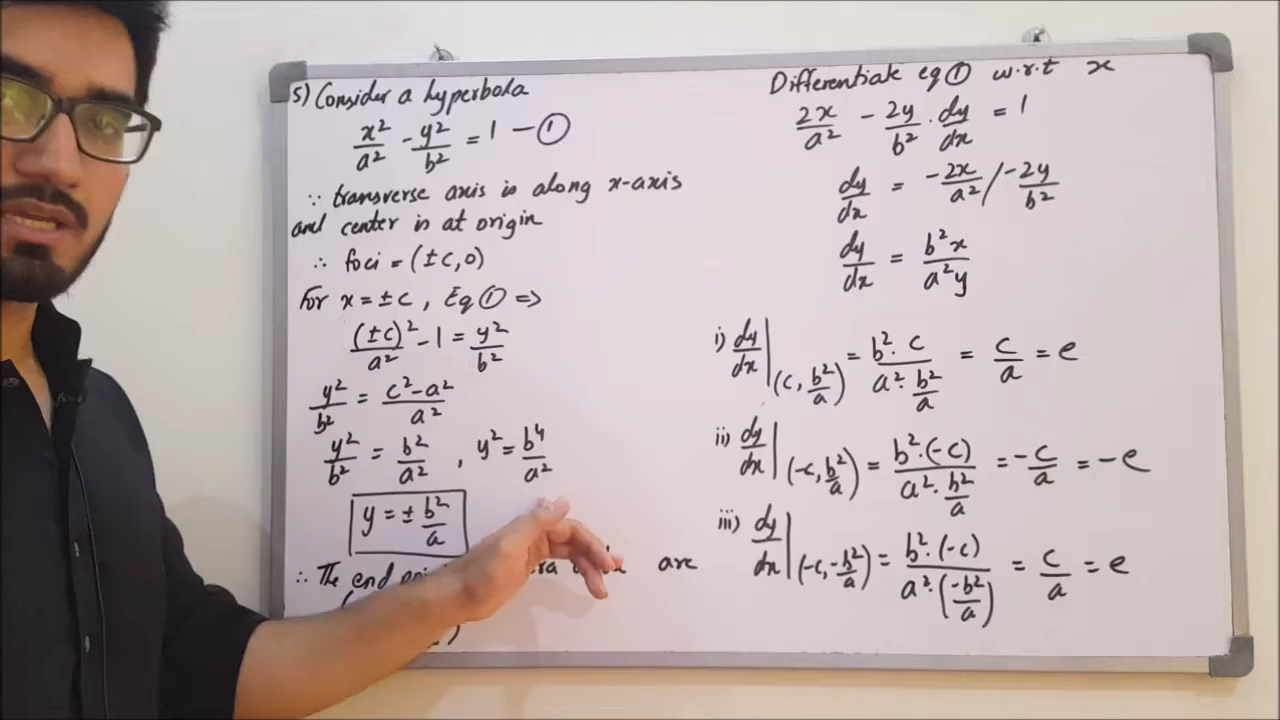 5) Consider a hyperbola
x²/a² - y²/b² = 1 — ①
∵ transverse axis is along x-axis
and center is at origin
∴ foci = (±c, 0)
For x = ±c , Eq ① =>
(±c)²/a² - 1 = y²/b²
y²/b² = c²-a²/a²
y²/b² = b²/a² , y² = b⁴/a²
y = ± b²/a
∴ The end are
Differentiate eq ① w.r.t x
2x/a² - 2y/b² . dy/dx = 1
dy/dx = -2x/a² / -2y/b²
dy/dx = b²x/a²y
i) dy/dx|(c, b²/a) = b². c/a². b²/a = c/a = e
ii) dy/dx|(-c, b²/a) = b².(-c)/a². b²/a = -c/a = -e
iii) dy/dx|(-c, -b²/a) = b².(-c)/a².(-b²/a) = c/a = e